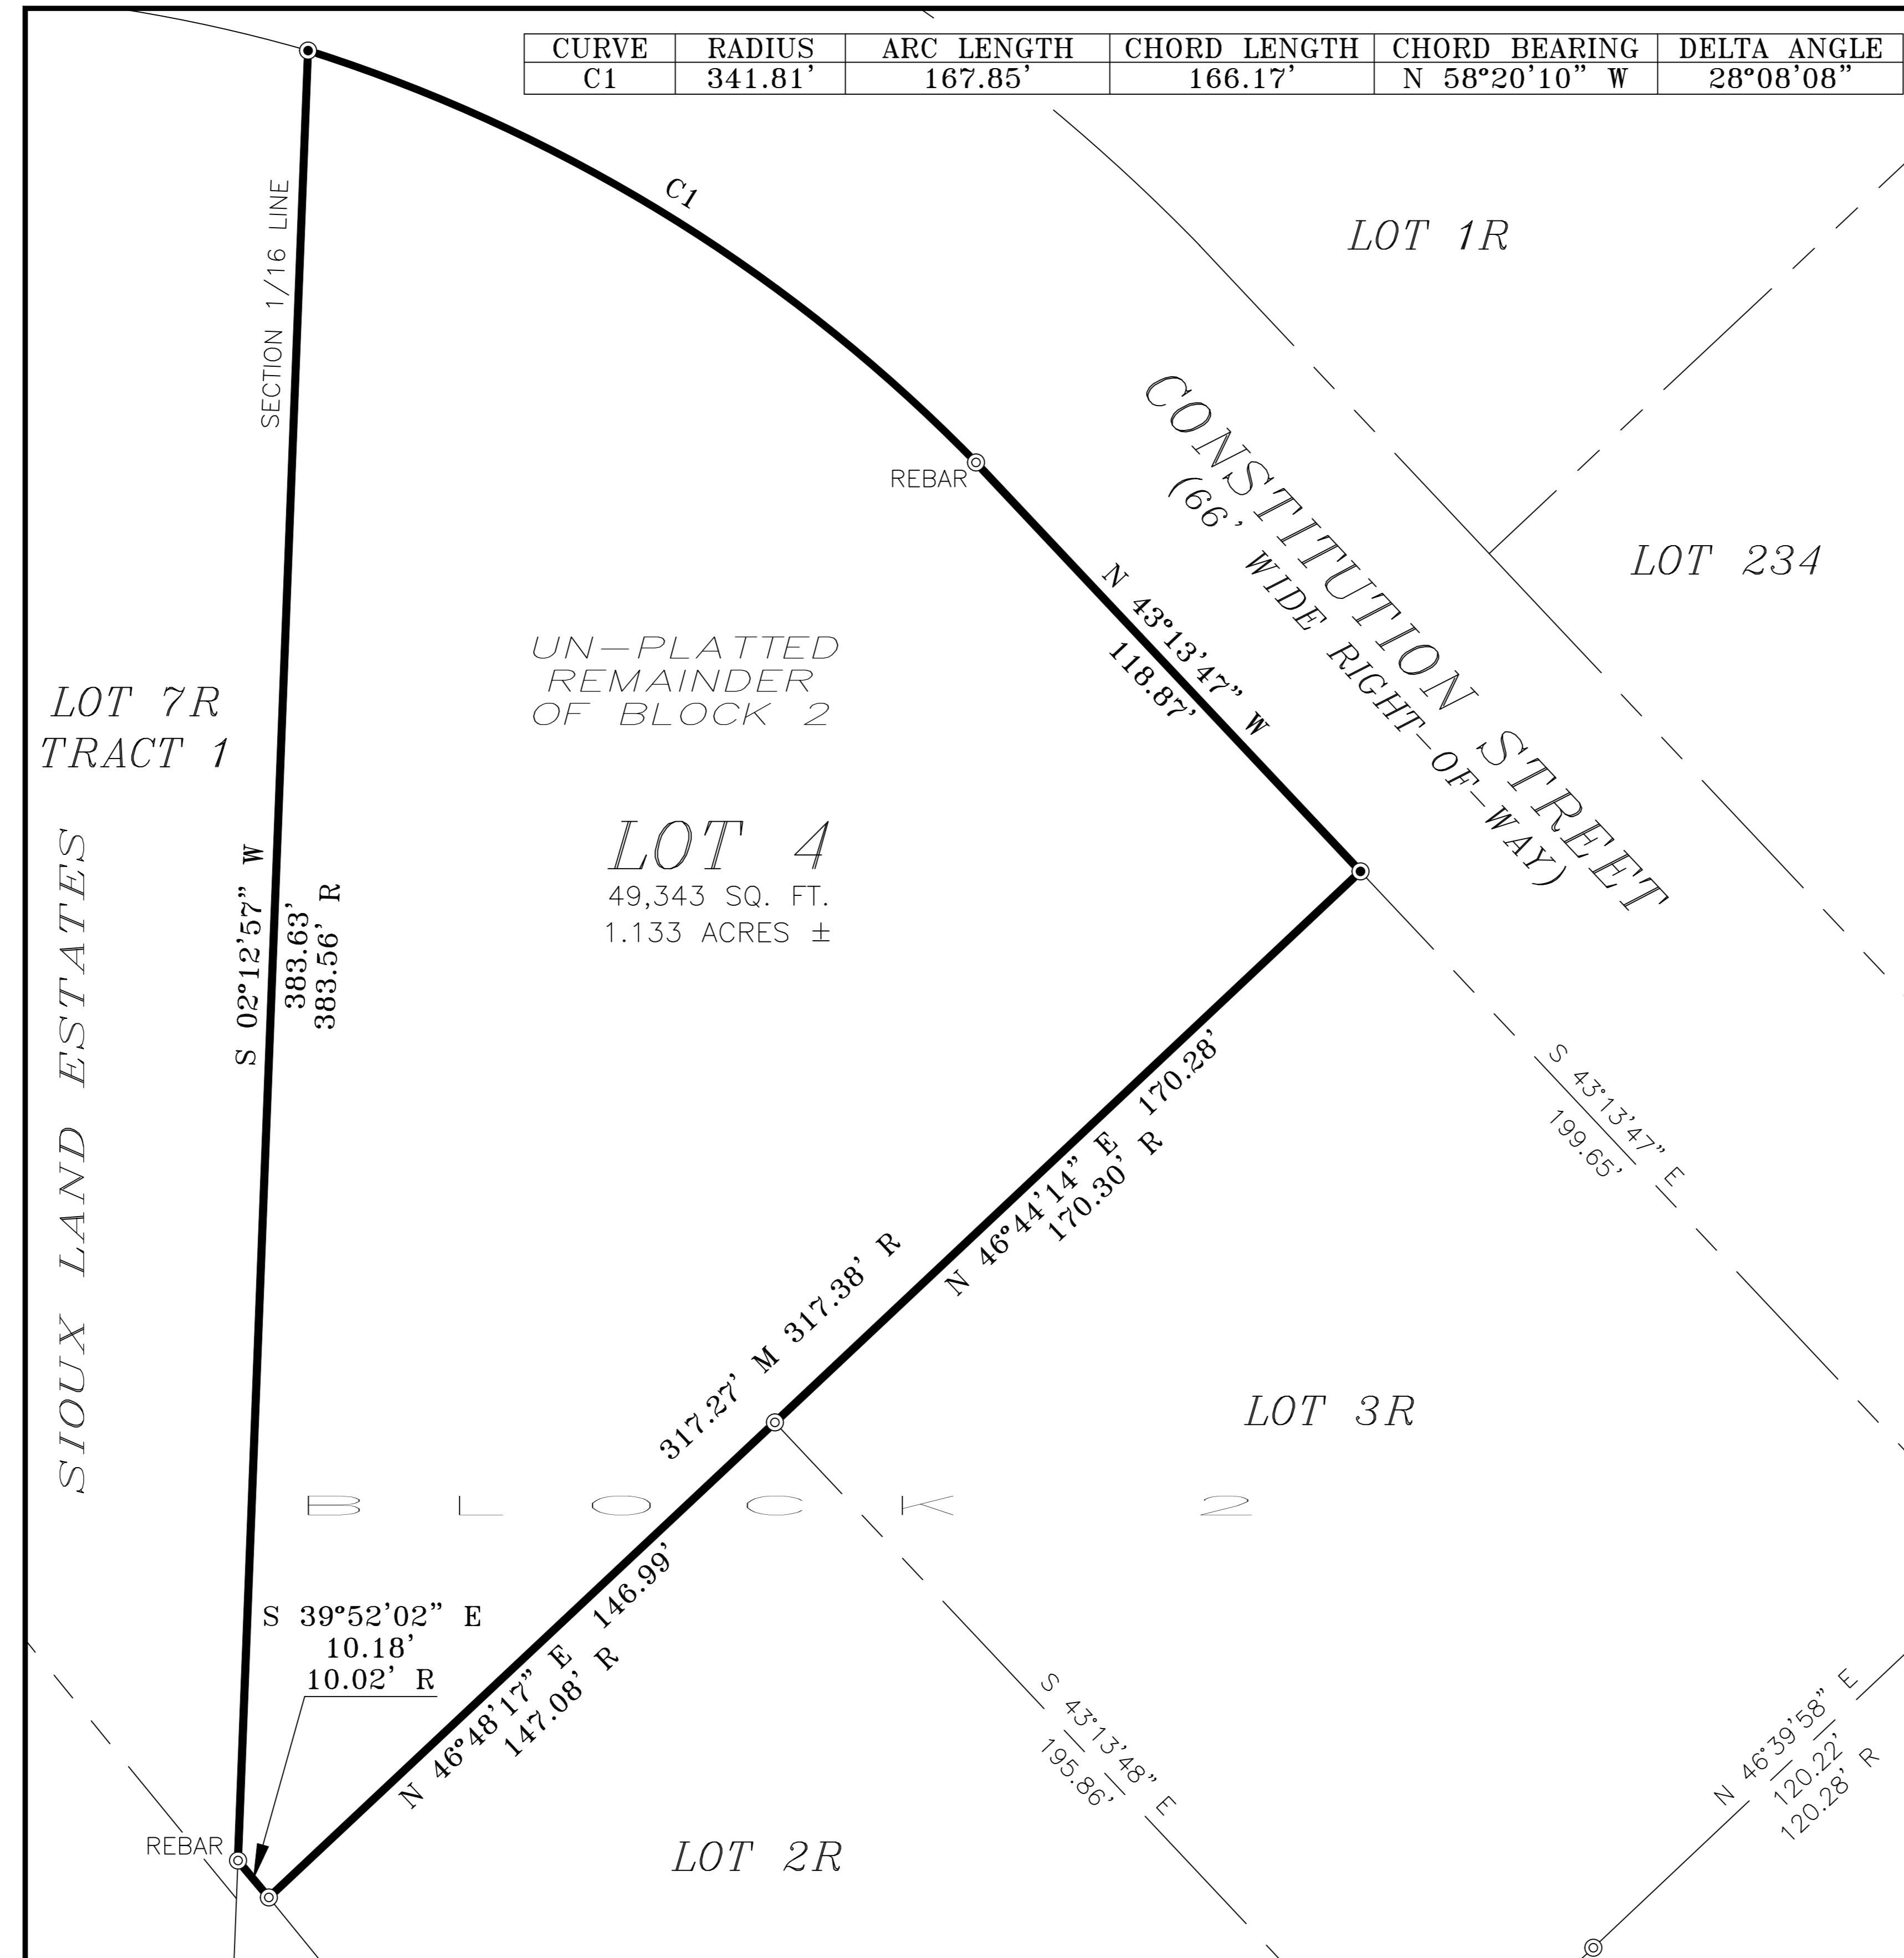 CURVE RADIUS ARC LENGTH CHORD LENGTH CHORD BEARING DELTA ANGLE
C1 341.81' 167.85' 166.17' N 58°20'10" W 28°08'08"
C1
SECTION 1/16 LINE
LOT 1R
REBAR
CONSTITUTION STREET
(66' WIDE RIGHT-OF-WAY)
LOT 234
N 43°13'47" W
118.87'
UN-PLATTED
REMAINDER
OF BLOCK 2
LOT 7R
TRACT 1
LOT 4
49,343 SQ. FT.
1.133 ACRES ±
S 02°12'57" W
383.63'
383.56' R
SIOUX LAND ESTATES
S 43°13'47" E
199.65'
N 46°44'14" E 170.28'
170.30' R
317.27' M 317.38' R
LOT 3R
BLOCK 2
S 39°52'02" E
10.18'
10.02' R
N 46°48'17" E 146.99'
147.08' R
S 43°13'48" E
195.86'
N 46°39'58" E
120.22'
120.28' R
REBAR
LOT 2R